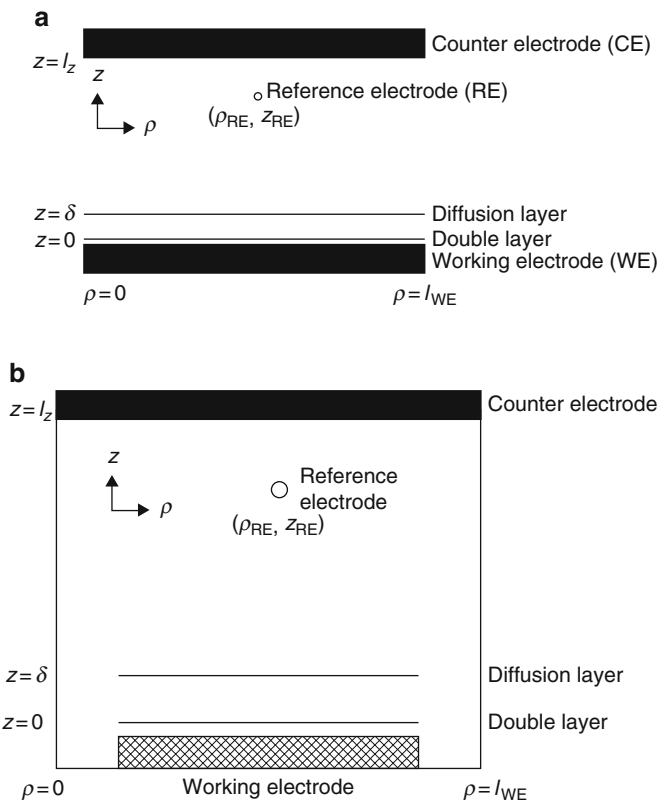 a
Counter electrode (CE)
z = l_z
z
Reference electrode (RE)
(ρ_RE, z_RE)
ρ
z = δ
Diffusion layer
z = 0
Double layer
Working electrode (WE)
ρ = 0
ρ = l_WE
b
z = l_z
Counter electrode
z
Reference
electrode
ρ
(ρ_RE, z_RE)
z = δ
Diffusion layer
z = 0
Double layer
ρ = 0
Working electrode
ρ = l_WE